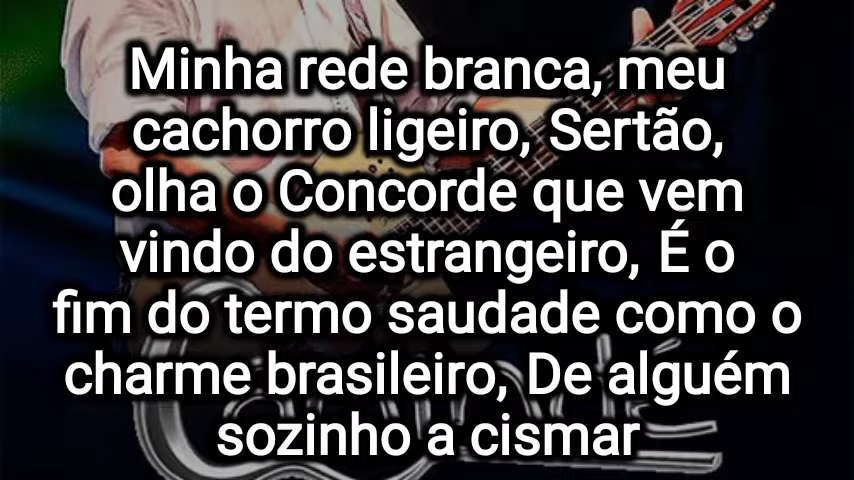 Minha rede branca, meu
cachorro ligeiro, Sertão,
olha o Concorde que vem
vindo do estrangeiro, É o
fim do termo saudade como o
charme brasileiro, De alguém
sozinho a cismar